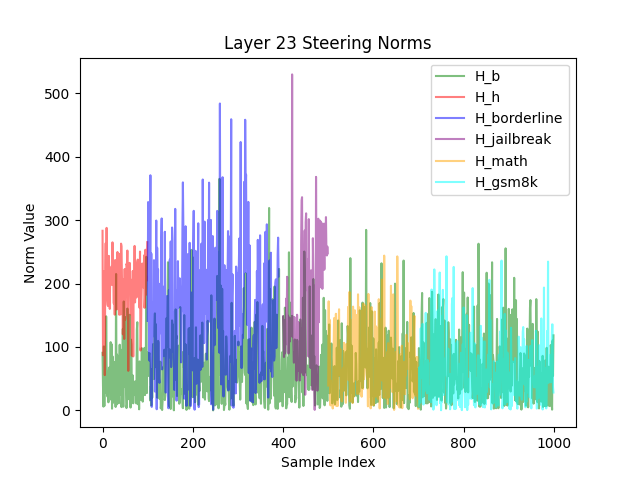 Layer 23 Steering Norms
Norm Value
500
400
300
200
100
0
0 200 400 600 800 1000
Sample Index
H_b
H_h
H_borderline
H_jailbreak
H_math
H_gsm8k